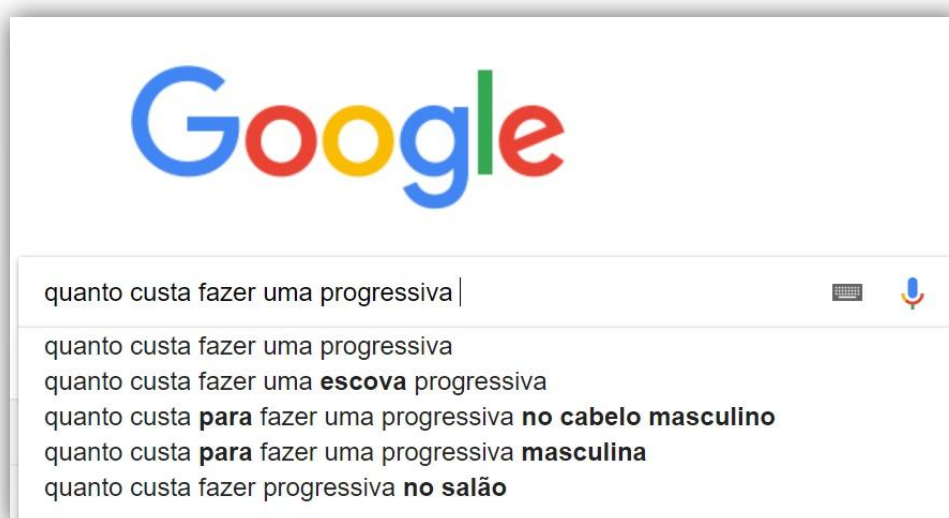 Google
quanto custa fazer uma progressiva
quanto custa fazer uma progressiva
quanto custa fazer uma escova progressiva
quanto custa para fazer uma progressiva no cabelo masculino
quanto custa para fazer uma progressiva masculina
quanto custa fazer progressiva no salão